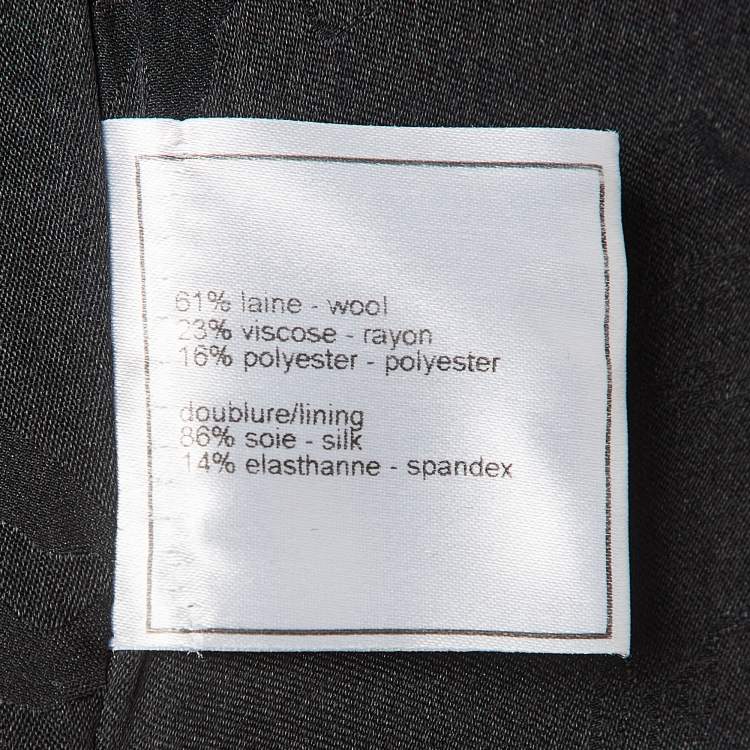 61% laine - wool
23% viscose - rayon
16% polyester - polyester
doublure/lining
86% soie - silk
14% elasthanne - spandex